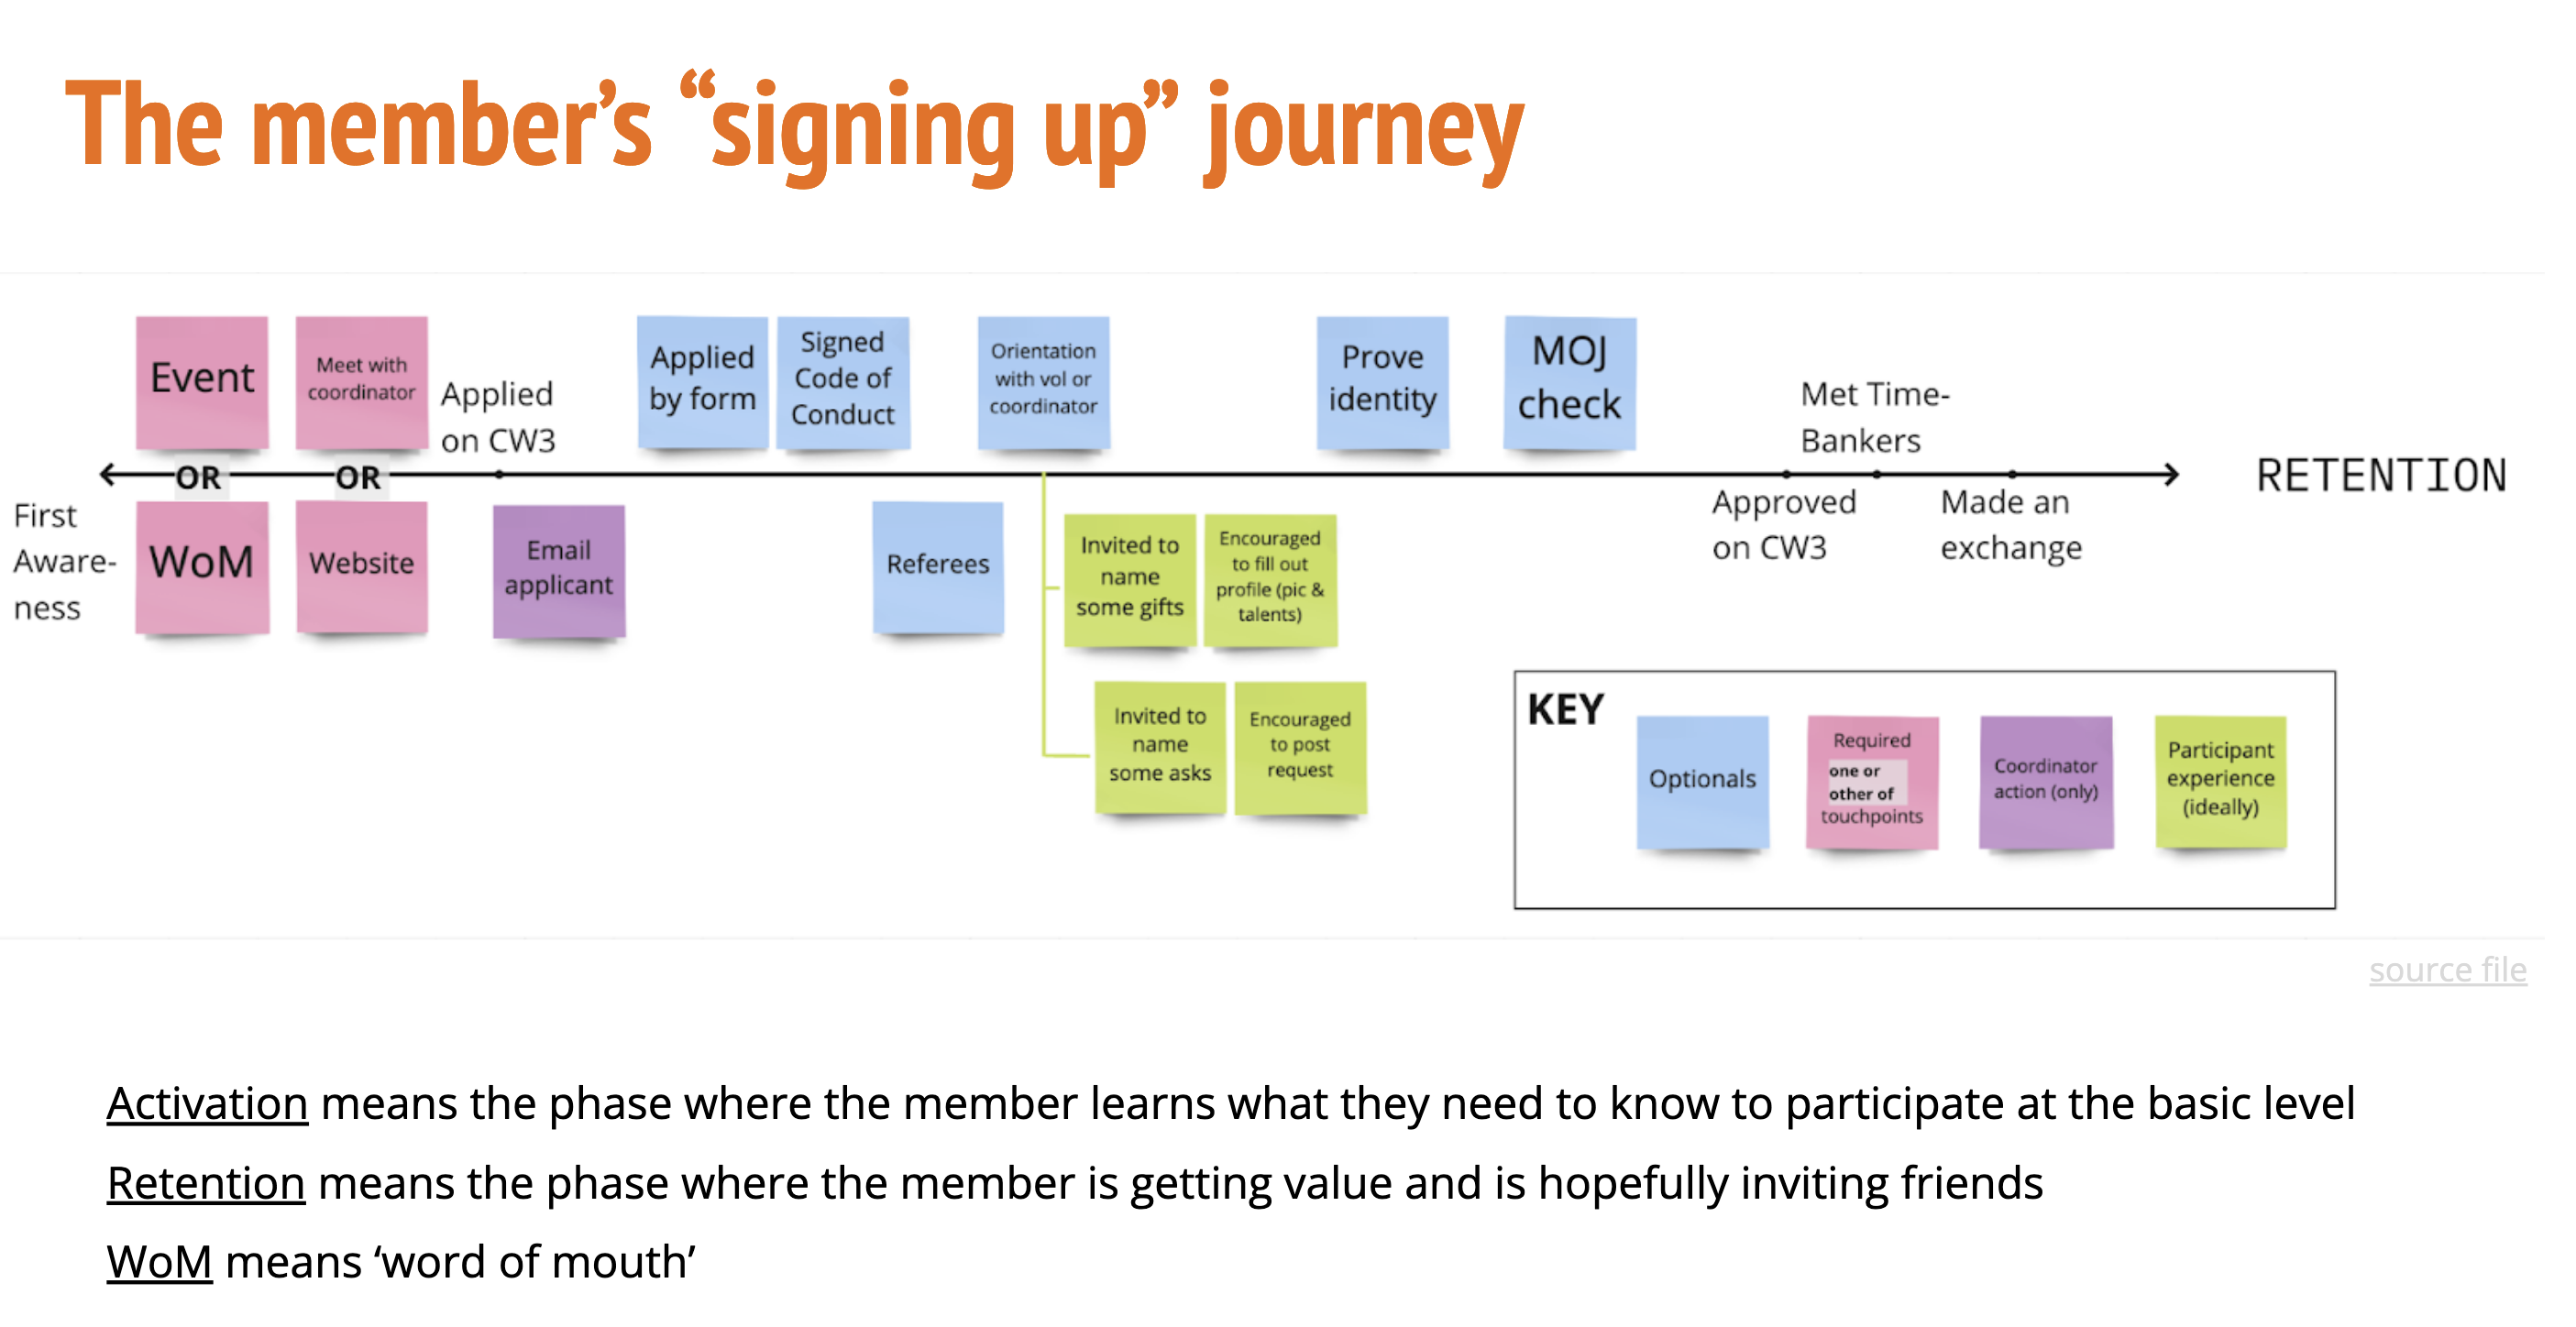 The member’s “signing up” journey
Event
Meet with
coordinator
Applied
on CW3
Applied
by form
Signed
Code of
Conduct
Orientation
with vol or
coordinator
Prove
identity
MOJ
check
Met Time-
Bankers
OR
OR
RETENTION
First
Aware-
ness
WoM
Website
Email
applicant
Referees
Invited to
name
some gifts
Encouraged
to fill out
profile (pic &
talents)
Approved
on CW3
Made an
exchange
Invited to
name
some asks
Encouraged
to post
request
KEY
Optionals
Required
one or
other of
touchpoints
Coordinator
action (only)
Participant
experience
(ideally)
source file
Activation means the phase where the member learns what they need to know to participate at the basic level
Retention means the phase where the member is getting value and is hopefully inviting friends
WoM means ‘word of mouth’